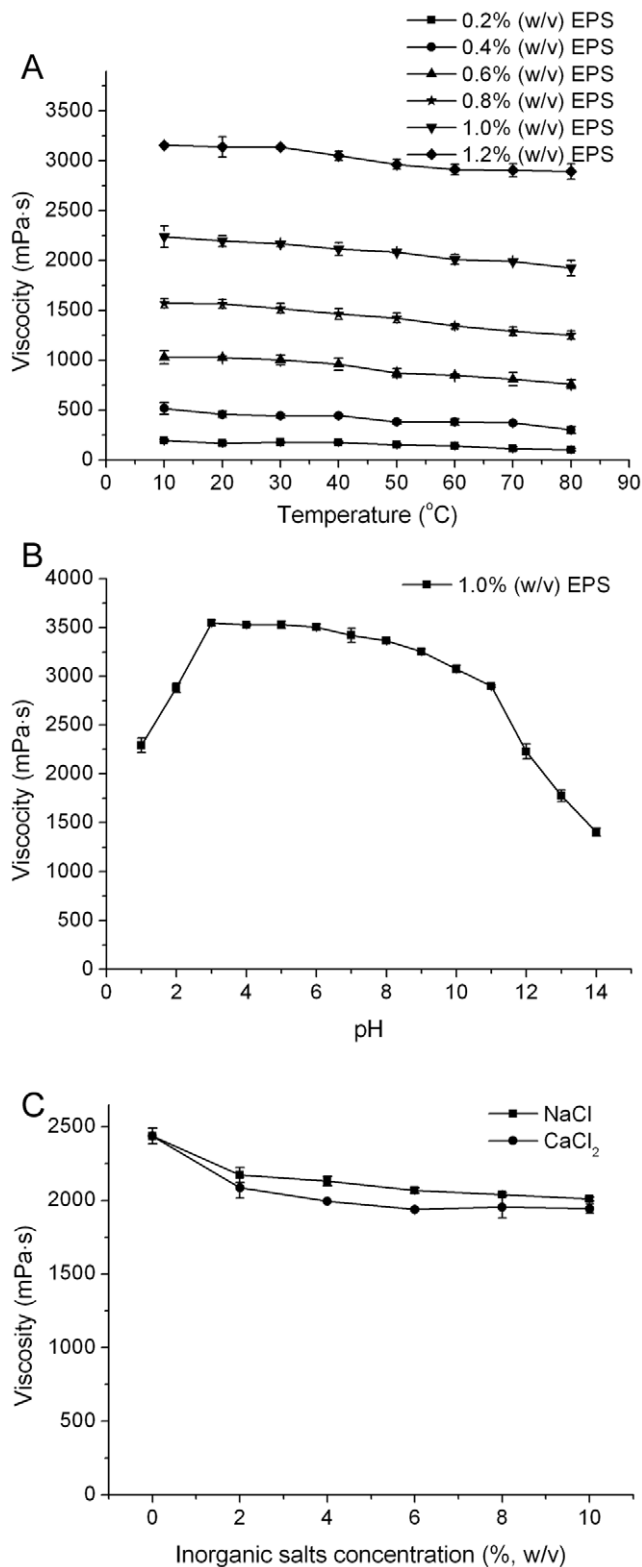 A
0.2% (w/v) EPS
0.4% (w/v) EPS
0.6% (w/v) EPS
0.8% (w/v) EPS
1.0% (w/v) EPS
1.2% (w/v) EPS
3500
3000
2500
2000
1500
1000
500
0
Viscocity (mPa·s)
0 10 20 30 40 50 60 70 80 90
Temperature (°C)
B
1.0% (w/v) EPS
4000
3500
3000
2500
2000
1500
1000
500
0
Viscocity (mPa·s)
0 2 4 6 8 10 12 14
pH
C
NaCl
CaCl₂
2500
2000
1500
1000
500
0
Viscosity (mPa·s)
0 2 4 6 8 10
Inorganic salts concentration (%, w/v)